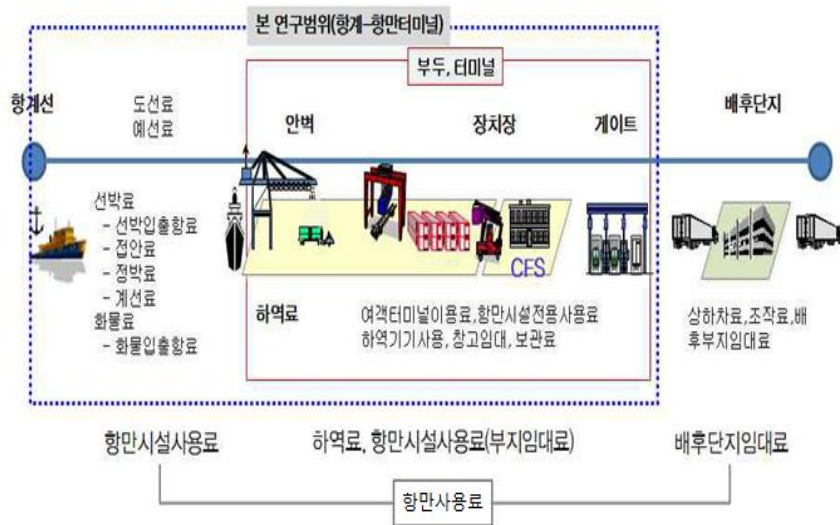 본 연구범위(항계-항만터미널)
부두, 터미널
항계선
도선료
예선료
안벽
장치장
게이트
배후단지
선박료
- 선박입출항료
- 접안료
- 정박료
- 계선료
화물료
- 화물입출항료
CFS
하역료
여객터미널이용료,항만시설전용사용료
하역기기사용, 창고임대, 보관료
상하차료,조작료,배
후부지임대료
항만시설사용료
하역료, 항만시설사용료(부지임대료)
배후단지임대료
항만사용료